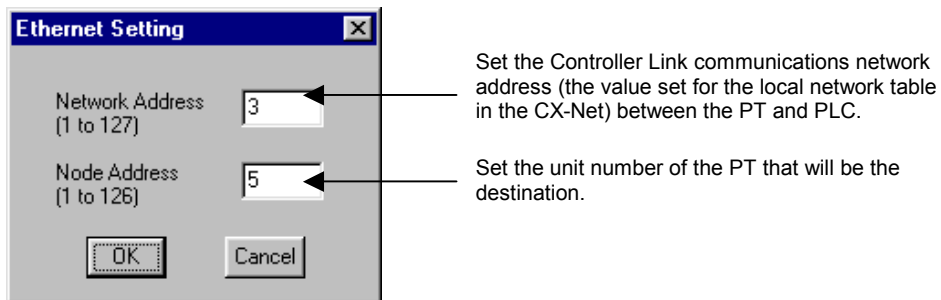 Ethernet Setting
Network Address
(1 to 127)
3
Node Address
(1 to 126)
5
OK
Cancel
Set the Controller Link communications network
address (the value set for the local network table
in the CX-Net) between the PT and PLC.
Set the unit number of the PT that will be the
destination.